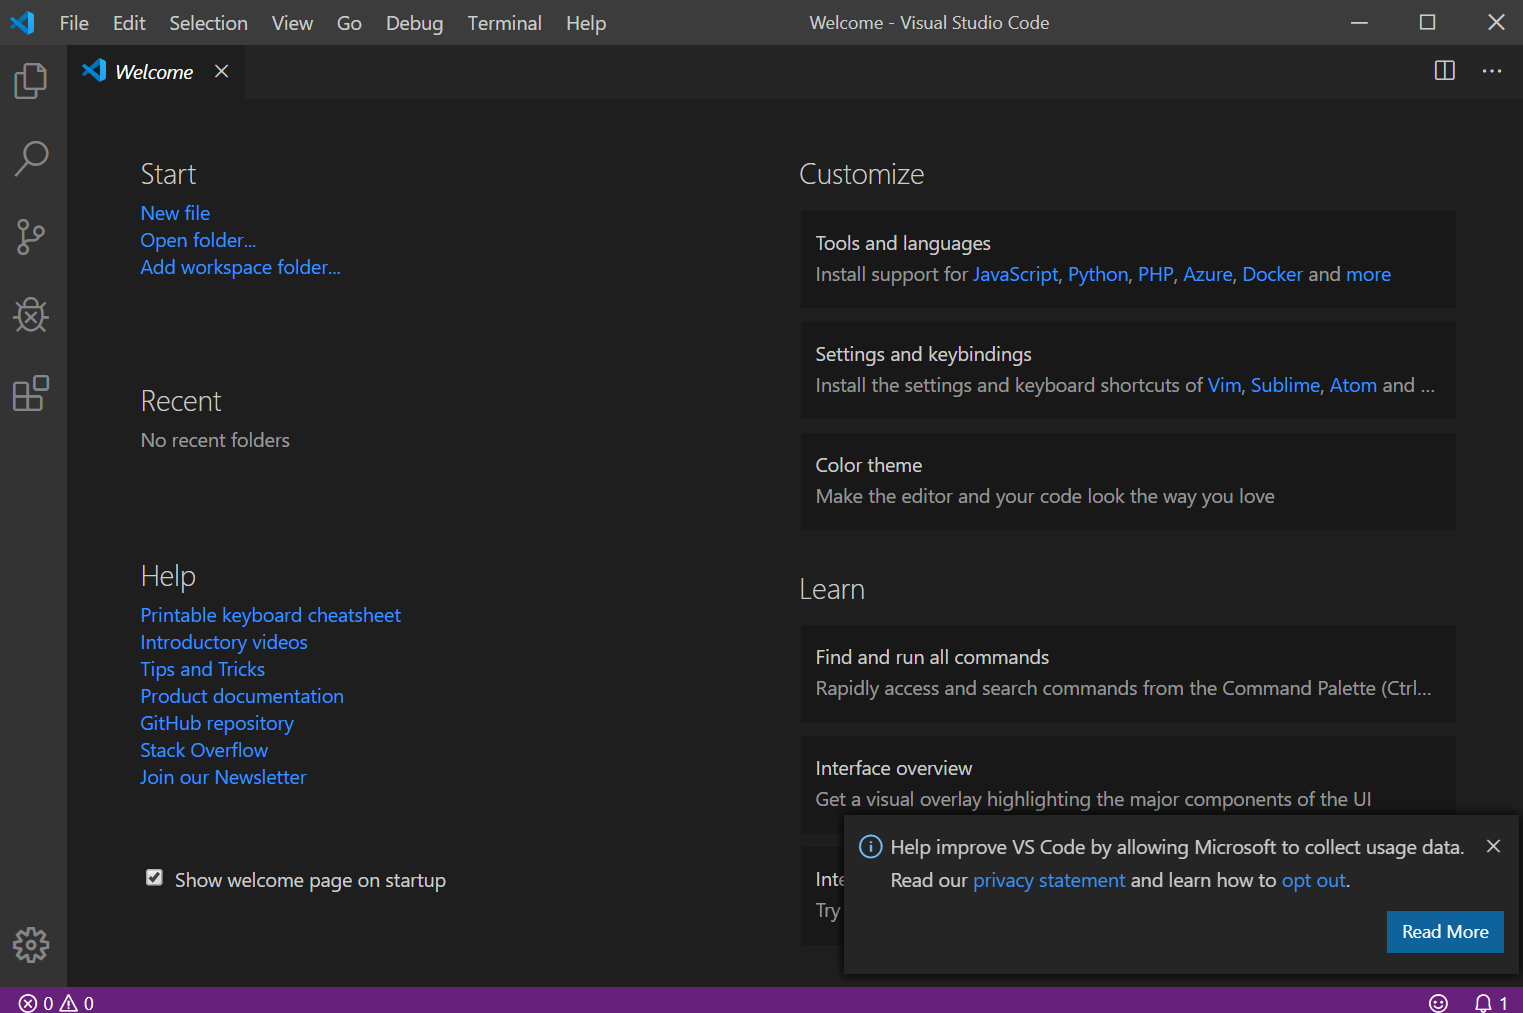 File Edit Selection View Go Debug Terminal Help
Welcome - Visual Studio Code
Welcome
Start
New file
Open folder...
Add workspace folder...
Recent
No recent folders
Help
Printable keyboard cheatsheet
Introductory videos
Tips and Tricks
Product documentation
GitHub repository
Stack Overflow
Join our Newsletter
Show welcome page on startup
Customize
Tools and languages
Install support for JavaScript, Python, PHP, Azure, Docker and more
Settings and keybindings
Install the settings and keyboard shortcuts of Vim, Sublime, Atom and ...
Color theme
Make the editor and your code look the way you love
Learn
Find and run all commands
Rapidly access and search commands from the Command Palette (Ctrl...
Interface overview
Get a visual overlay highlighting the major components of the UI
Inte
Try
Help improve VS Code by allowing Microsoft to collect usage data.
Read our privacy statement and learn how to opt out.
Read More
0 0
1